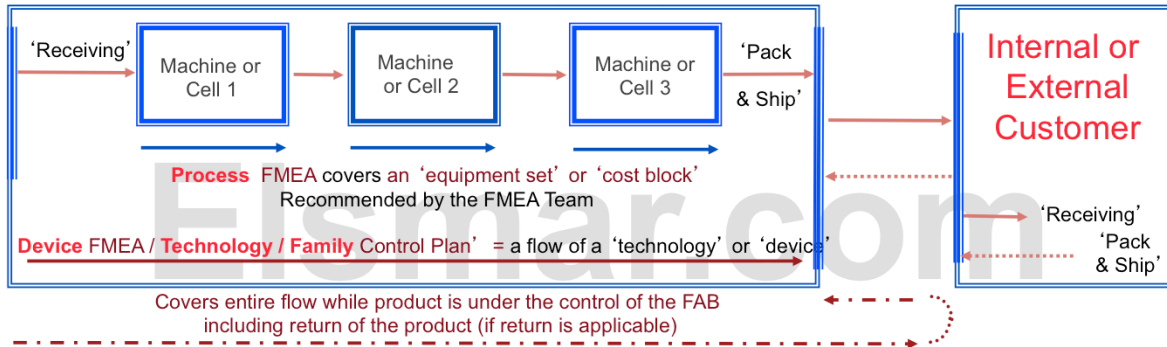 ‘Receiving’
Machine or
Cell 1
Machine
or Cell 2
Machine or
Cell 3
‘Pack
& Ship’
Internal or
External
Customer
Process FMEA covers an ‘equipment set’ or ‘cost block’
Recommended by the FMEA Team
Device FMEA / Technology / Family Control Plan’ = a flow of a ‘technology’ or ‘device’
‘Receiving’
‘Pack
& Ship’
Elsmar.com
Covers entire flow while product is under the control of the FAB
including return of the product (if return is applicable)